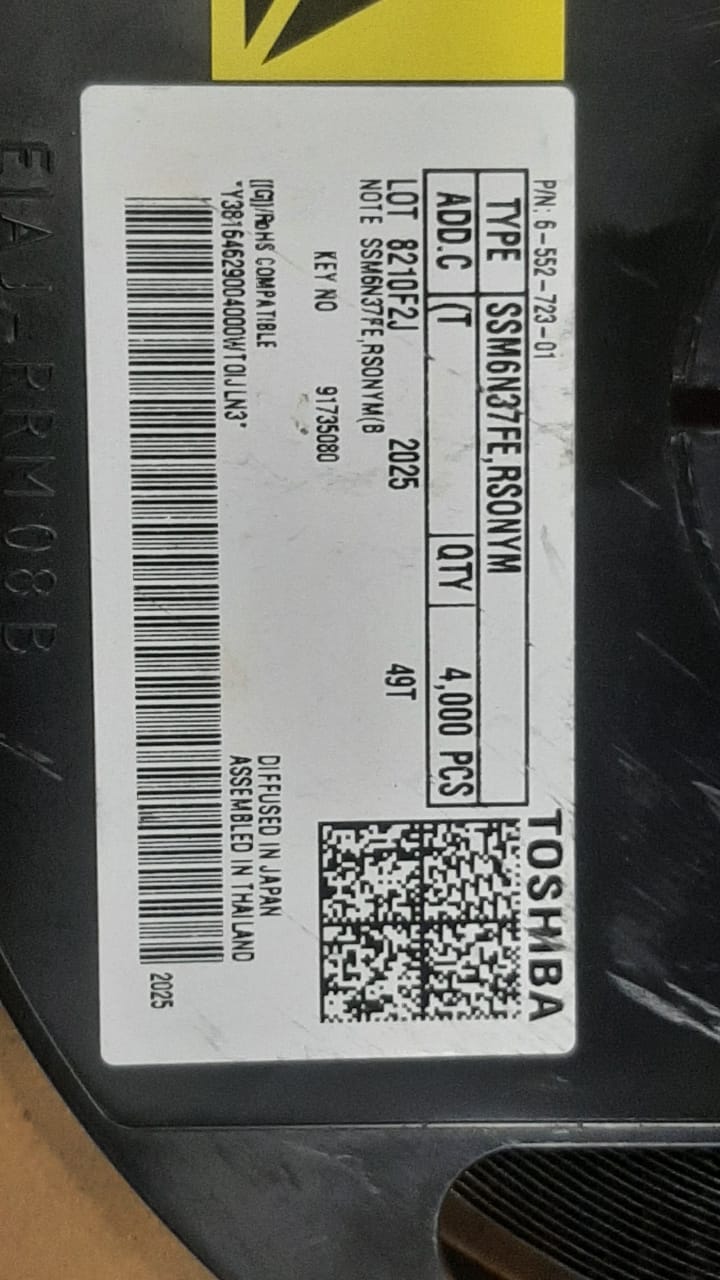 P/N: 6-552-723-01
TOSHIBA
TYPE SSM6N37FE,RSONYM
ADD.C (T QTY 4,000 PCS
LOT 8210F2J 2025 49T
NOTE SSM6N37FE,RSONYM(B
KEY NO 91735080
[[G]]/RoHS COMPATIBLE DIFFUSED IN JAPAN
*Y38164629004000WT0IJLN3* ASSEMBLED IN THAILAND
2025
EIAJ-RRM08B